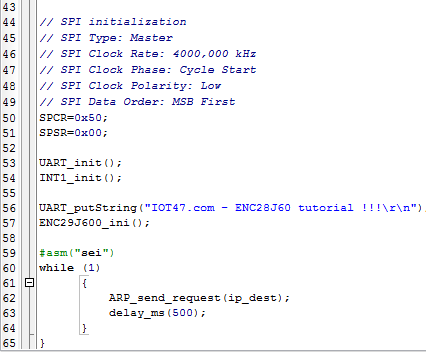 43
44 // SPI initialization
45 // SPI Type: Master
46 // SPI Clock Rate: 4000,000 kHz
47 // SPI Clock Phase: Cycle Start
48 // SPI Clock Polarity: Low
49 // SPI Data Order: MSB First
50 SPCR=0x50;
51 SPSR=0x00;
52
53 UART_init();
54 INT1_init();
55
56 UART_putString("IOT47.com - ENC28J60 tutorial !!!\r\n")
57 ENC29J600_ini();
58
59 #asm("sei")
60 while (1)
61 {
62 ARP_send_request(ip_dest);
63 delay_ms(500);
64 }
65 }